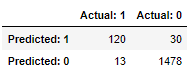 Actual: 1 Actual: 0
Predicted: 1 120 30
Predicted: 0 13 1478